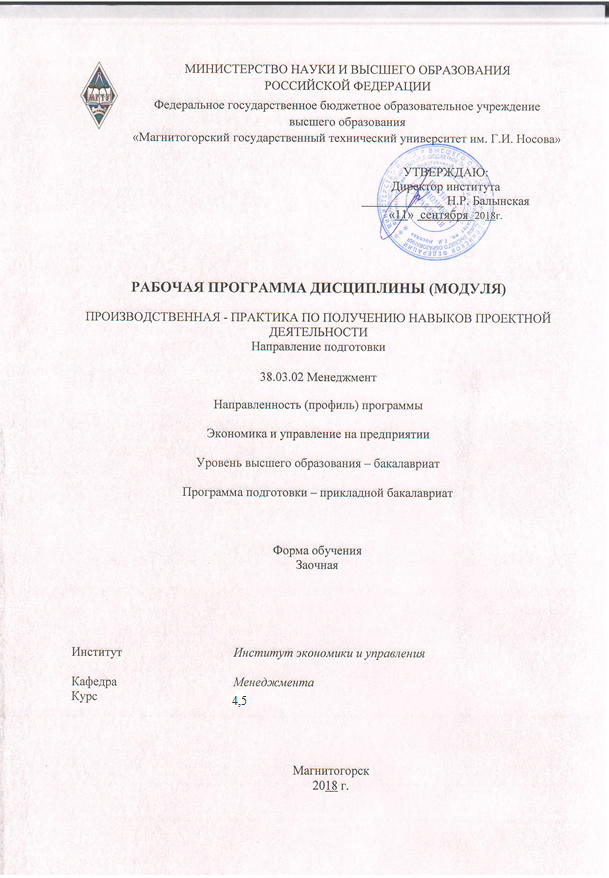 МИНИСТЕРСТВО НАУКИ И ВЫСШЕГО ОБРАЗОВАНИЯ
РОССИЙСКОЙ ФЕДЕРАЦИИ
Федеральное государственное бюджетное образовательное учреждение
высшего образования
«Магнитогорский государственный технический университет им. Г.И. Носова»
МГТУ
УТВЕРЖДАЮ:
Директор института
Н.Р. Балынская
«11» сентября 2018г.
РАБОЧАЯ ПРОГРАММА ДИСЦИПЛИНЫ (МОДУЛЯ)
ПРОИЗВОДСТВЕННАЯ - ПРАКТИКА ПО ПОЛУЧЕНИЮ НАВЫКОВ ПРОЕКТНОЙ
ДЕЯТЕЛЬНОСТИ
Направление подготовки
38.03.02 Менеджмент
Направленность (профиль) программы
Экономика и управление на предприятии
Уровень высшего образования – бакалавриат
Программа подготовки – прикладной бакалавриат
Форма обучения
Заочная
Институт Институт экономики и управления
Кафедра Менеджмента
Курс 4,5
Магнитогорск
2018 г.